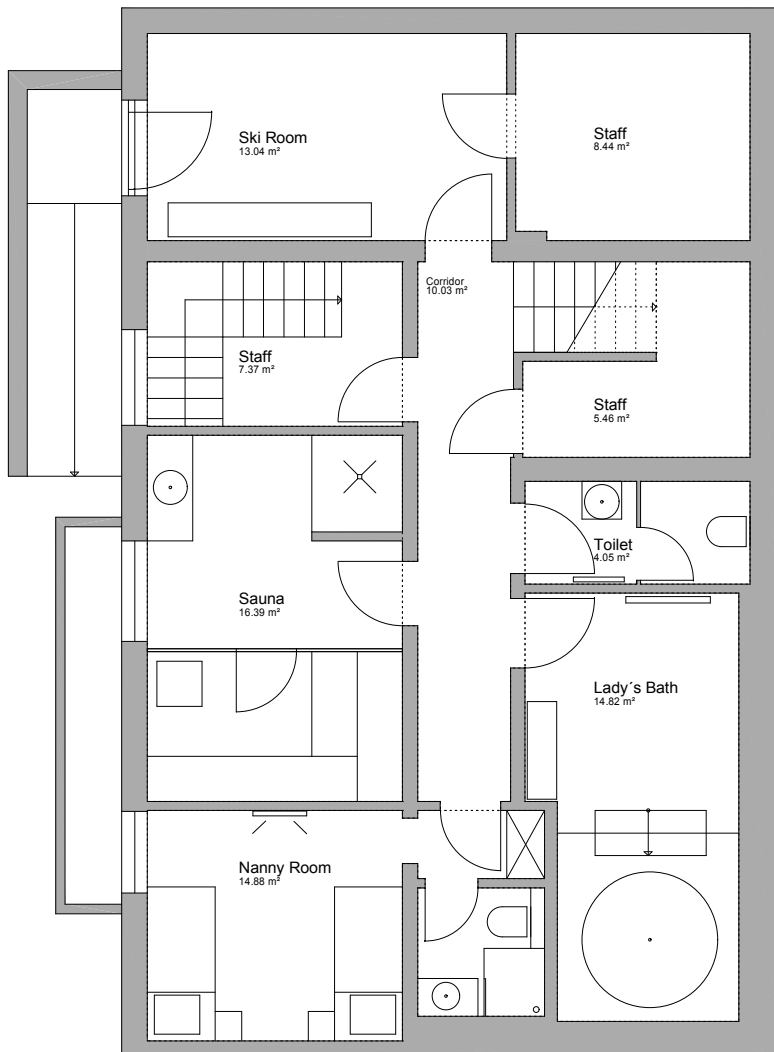 Ski Room
13.04 m²
Staff
8.44 m²
Corridor
10.03 m²
Staff
7.37 m²
Staff
5.46 m²
Toilet
4.05 m²
Sauna
16.39 m²
Lady´s Bath
14.82 m²
Nanny Room
14.88 m²